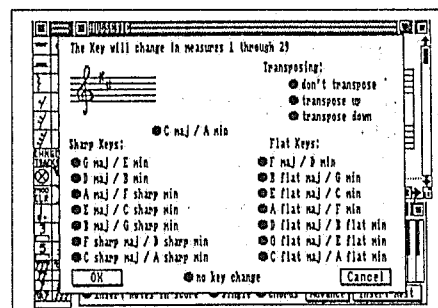 The Key will change in measures 1 through 29
Transposing:
don't transpose
transpose up
transpose down
C maj / A min
Sharp Keys:
G maj / E min
D maj / B min
A maj / F sharp min
E maj / C sharp min
B maj / G sharp min
F sharp maj / D sharp min
C sharp maj / A sharp min
Flat Keys:
F maj / D min
B flat maj / G min
E flat maj / C min
A flat maj / F min
D flat maj / B flat min
G flat maj / E flat min
C flat maj / A flat min
OK
no key change
Cancel